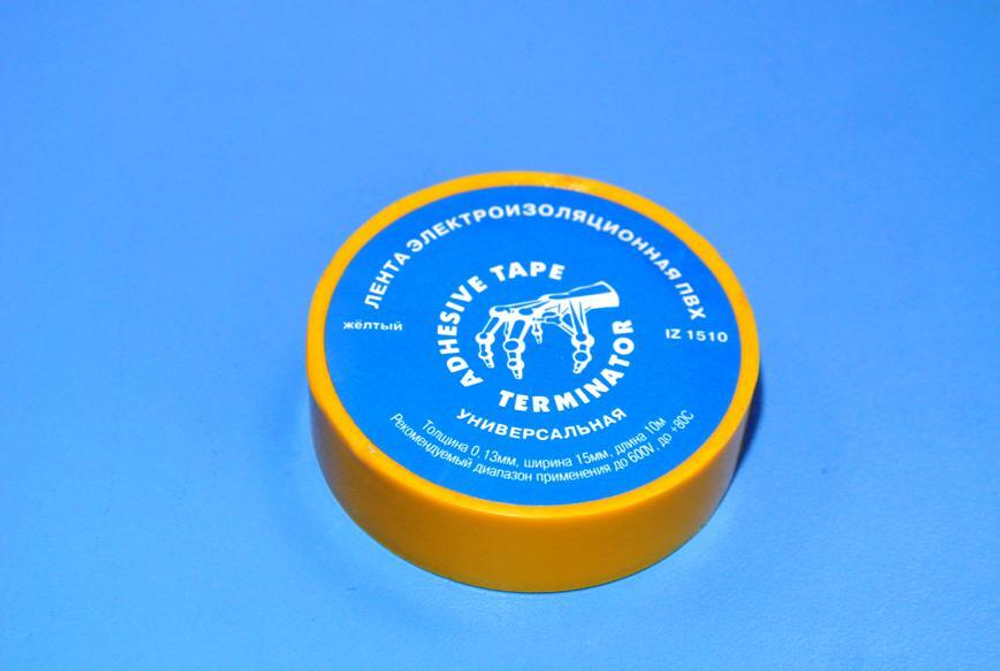 ЛЕНТА ЭЛЕКТРОИЗОЛЯЦИОННАЯ ПВХ
жёлтый
IZ 1510
ADHESIVE TAPE
TERMINATOR
УНИВЕРСАЛЬНАЯ
Толщина 0,13мм, ширина 15мм, длина 10м
Рекомендуемый диапазон применения до 600V, до +80С